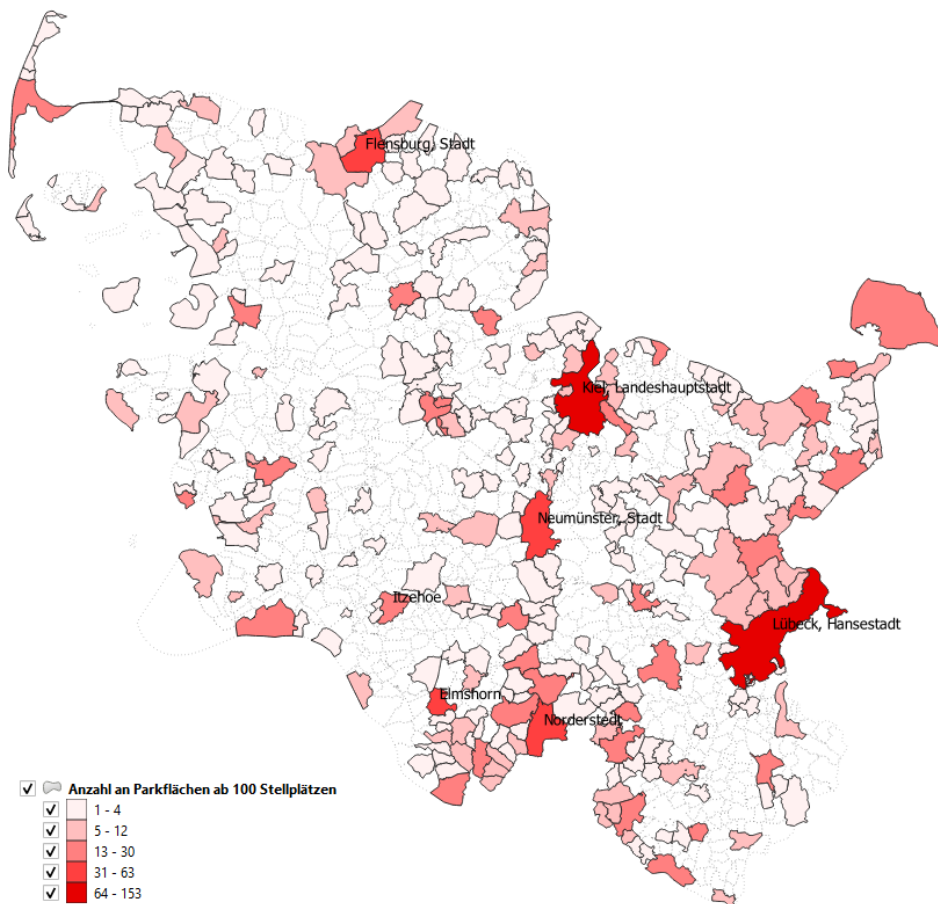 Flensburg, Stadt
Kiel, Landeshauptstadt
Neumünster, Stadt
Itzehoe
Lübeck, Hansestadt
Elmshorn
Norderstedt
Anzahl an Parkflächen ab 100 Stellplätzen
1 - 4
5 - 12
13 - 30
31 - 63
64 - 153